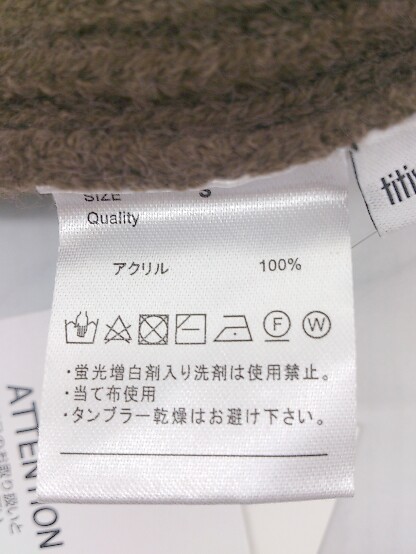 SIZE
Quality
アクリル 100%
F W
・蛍光増白剤入り洗剤は使用禁止。
・当て布使用
・タンブラー乾燥はお避け下さい。
ATTENTION